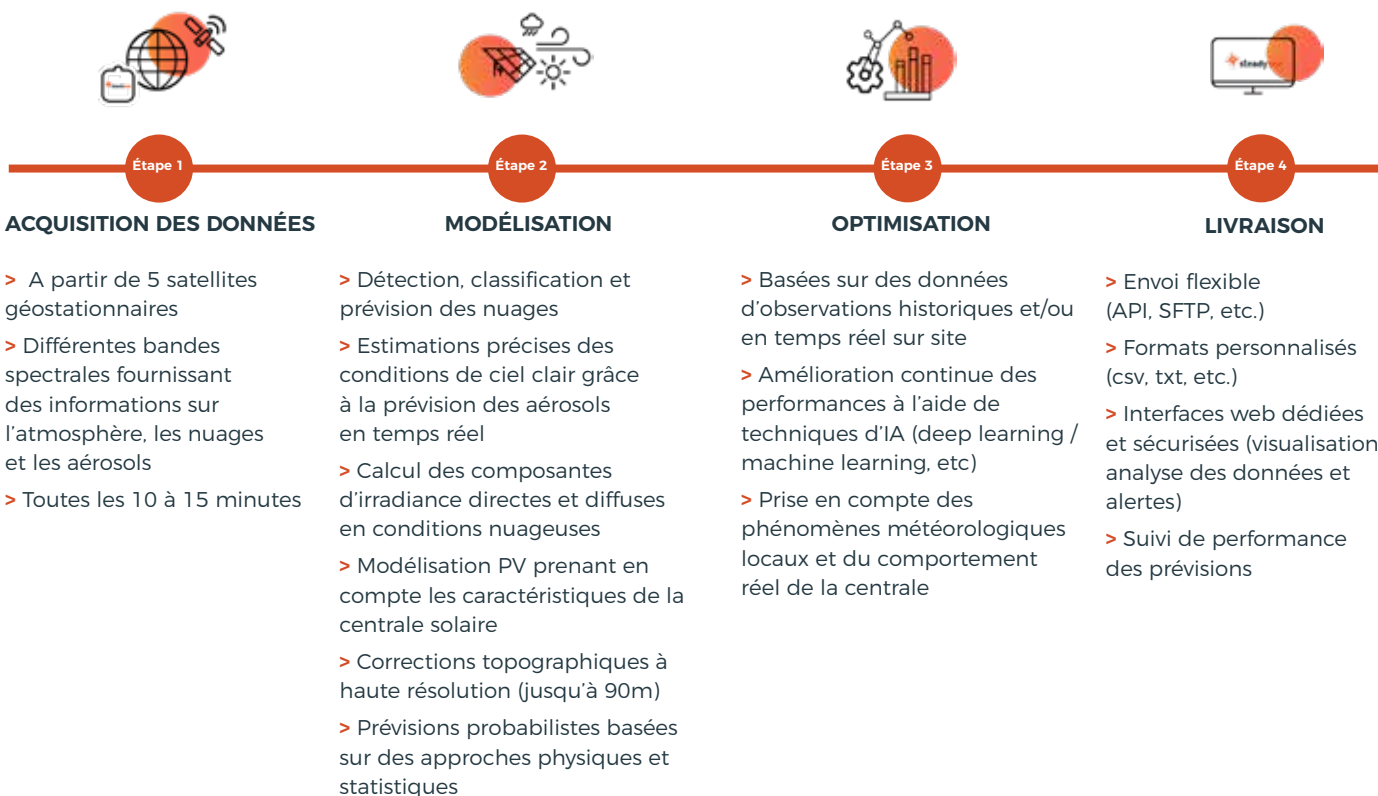 steady
Étape 1
Étape 2
Étape 3
Étape 4
ACQUISITION DES DONNÉES
> A partir de 5 satellites
géostationnaires
> Différentes bandes
spectrales fournissant
des informations sur
l'atmosphère, les nuages
et les aérosols
> Toutes les 10 à 15 minutes
MODÉLISATION
> Détection, classification et
prévision des nuages
> Estimations précises des
conditions de ciel clair grâce
à la prévision des aérosols
en temps réel
> Calcul des composantes
d'irradiance directes et diffuses
en conditions nuageuses
> Modélisation PV prenant en
compte les caractéristiques de la
centrale solaire
> Corrections topographiques à
haute résolution (jusqu'à 90m)
> Prévisions probabilistes basées
sur des approches physiques et
statistiques
OPTIMISATION
> Basées sur des données
d'observations historiques et/ou
en temps réel sur site
> Amélioration continue des
performances à l'aide de
techniques d'IA (deep learning /
machine learning, etc)
> Prise en compte des
phénomènes météorologiques
locaux et du comportement
réel de la centrale
LIVRAISON
> Envoi flexible
(API, SFTP, etc.)
> Formats personnalisés
(csv, txt, etc.)
> Interfaces web dédiées
et sécurisées (visualisation
analyse des données et
alertes)
> Suivi de performance
des prévisions